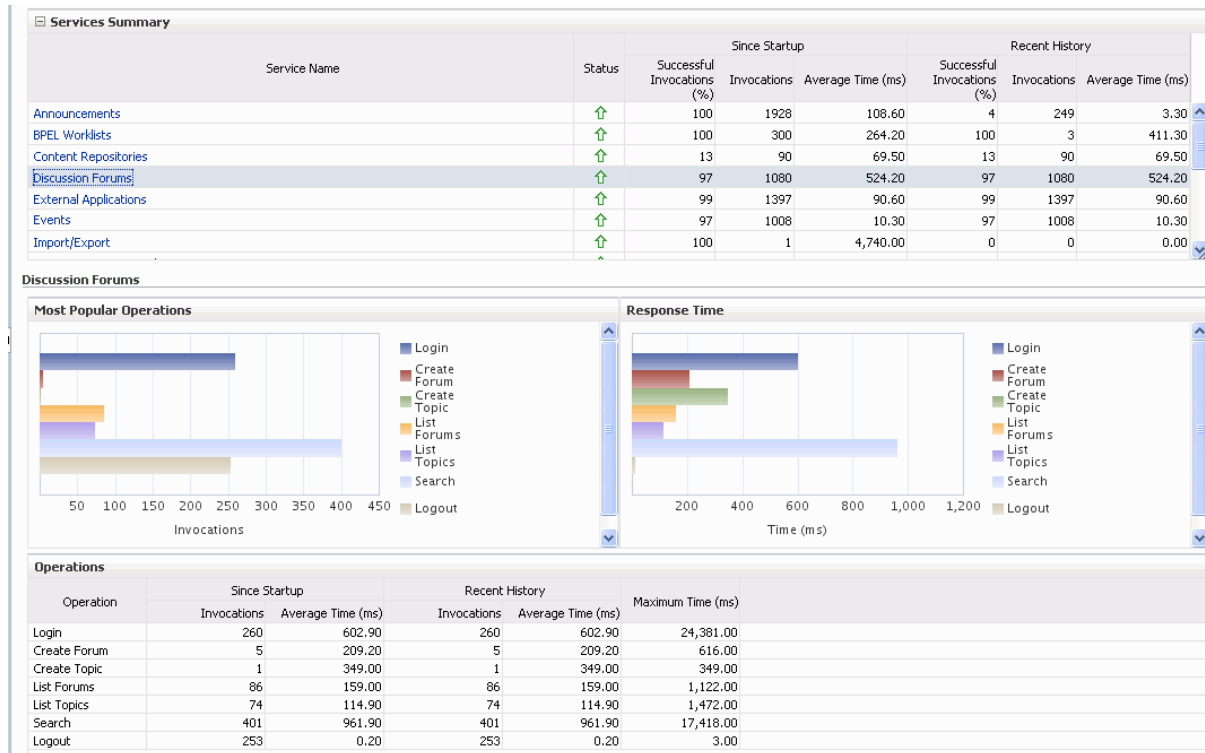 Services Summary
Since Startup Recent History
Service Name Status Successful Invocations (%) Invocations Average Time (ms) Successful Invocations (%) Invocations Average Time (ms)
Announcements 100 1928 108.60 4 249 3.30
BPEL Worklists 100 300 264.20 100 3 411.30
Content Repositories 13 90 69.50 13 90 69.50
Discussion Forums 97 1080 524.20 97 1080 524.20
External Applications 99 1397 90.60 99 1397 90.60
Events 97 1008 10.30 97 1008 10.30
Import/Export 100 1 4,740.00 0 0 0.00
Discussion Forums
Most Popular Operations
Login
Create
Forum
Create
Topic
List
Forums
List
Topics
Search
Logout
50 100 150 200 250 300 350 400 450
Invocations
Response Time
Login
Create
Forum
Create
Topic
List
Forums
List
Topics
Search
Logout
200 400 600 800 1,000 1,200
Time (ms)
Operations
Operation Since Startup Recent History Maximum Time (ms)
Invocations Average Time (ms) Invocations Average Time (ms)
Login 260 602.90 260 602.90 24,381.00
Create Forum 5 209.20 5 209.20 616.00
Create Topic 1 349.00 1 349.00 349.00
List Forums 86 159.00 86 159.00 1,122.00
List Topics 74 114.90 74 114.90 1,472.00
Search 401 961.90 401 961.90 17,418.00
Logout 253 0.20 253 0.20 3.00